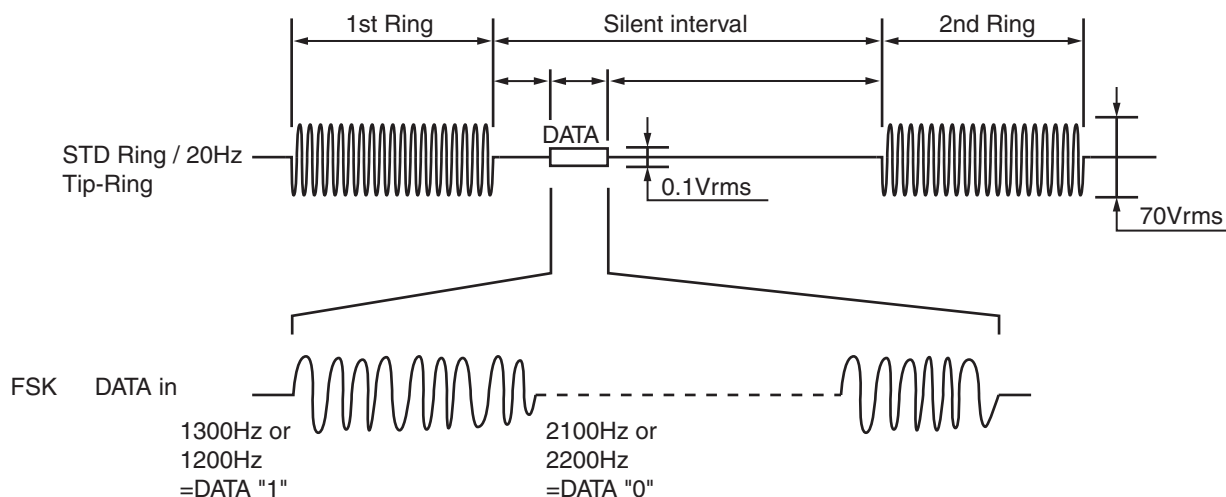 1st Ring
Silent interval
2nd Ring
DATA
STD Ring / 20Hz
Tip-Ring
0.1Vrms
70Vrms
FSK DATA in
1300Hz or
1200Hz
=DATA "1"
2100Hz or
2200Hz
=DATA "0"